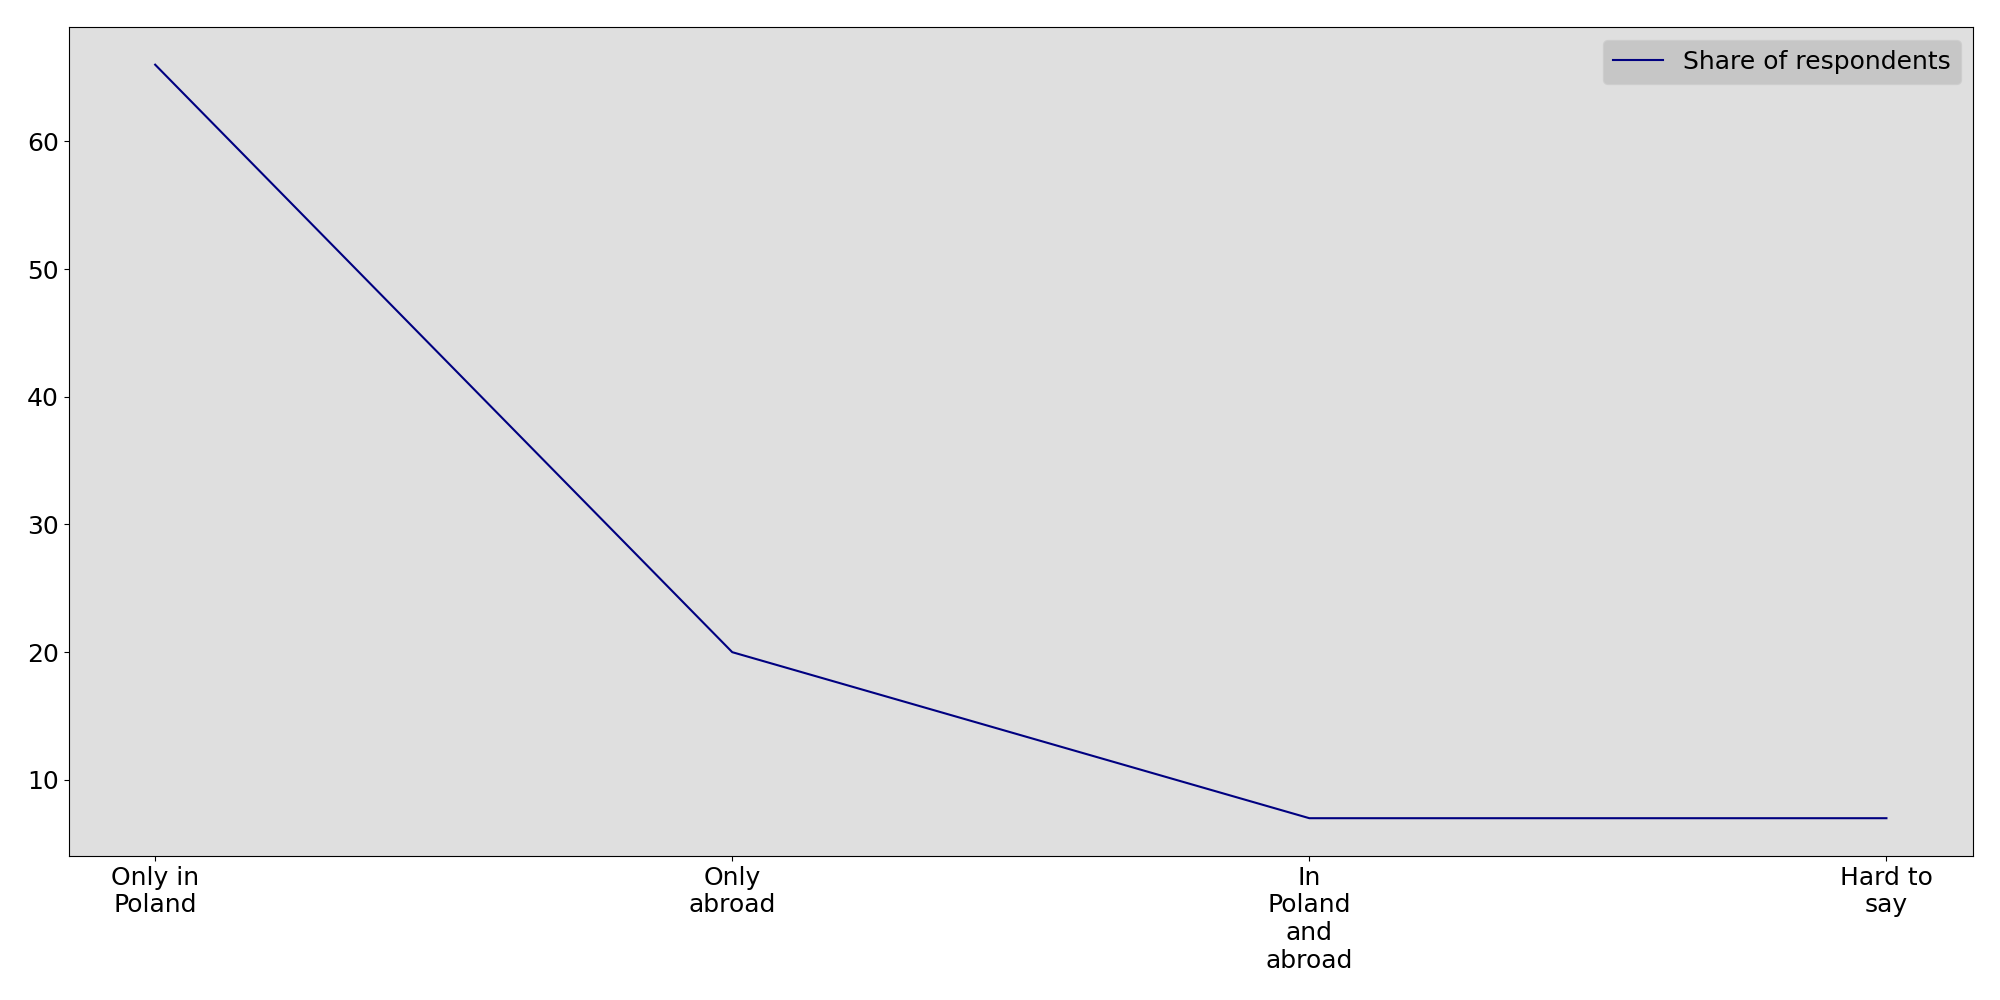 Share of respondents
60
50
40
30
20
10
Only in
Poland
Only
abroad
In
Poland
and
abroad
Hard to
say